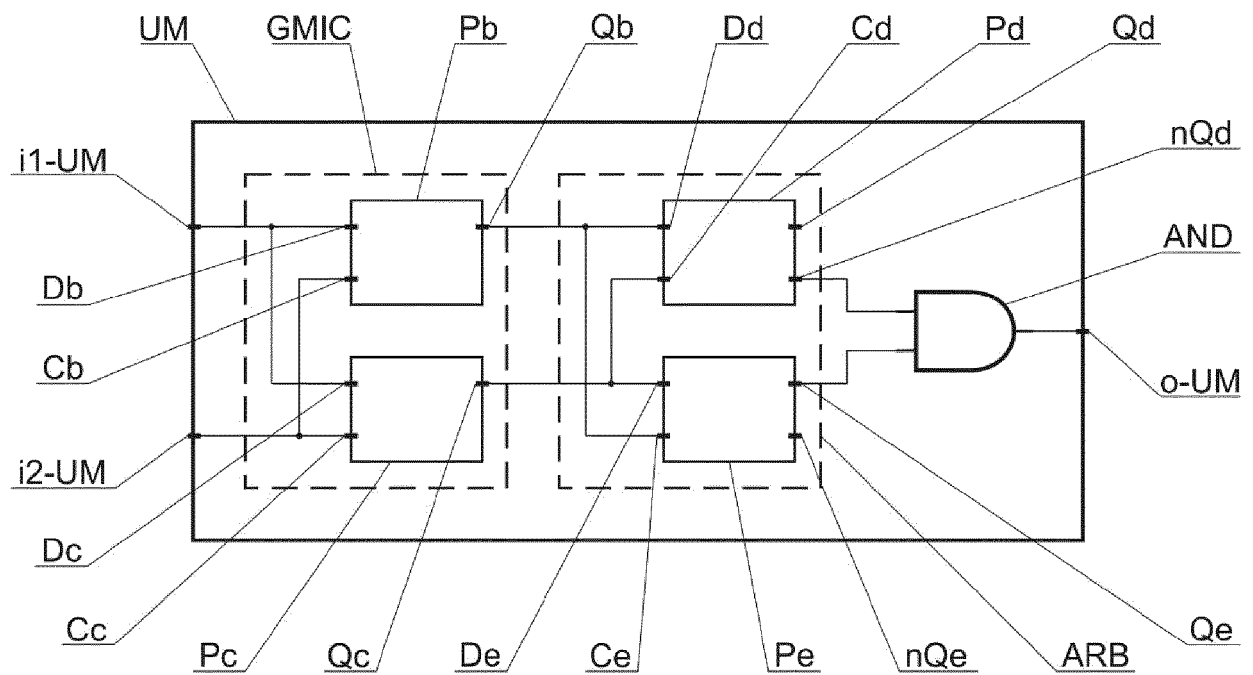 UM
GMIC
Pb
Qb
Dd
Cd
Pd
Qd
i1-UM
nQd
AND
Db
Cb
o-UM
i2-UM
Dc
Cc
Pc
Qc
De
Ce
Pe
nQe
ARB
Qe